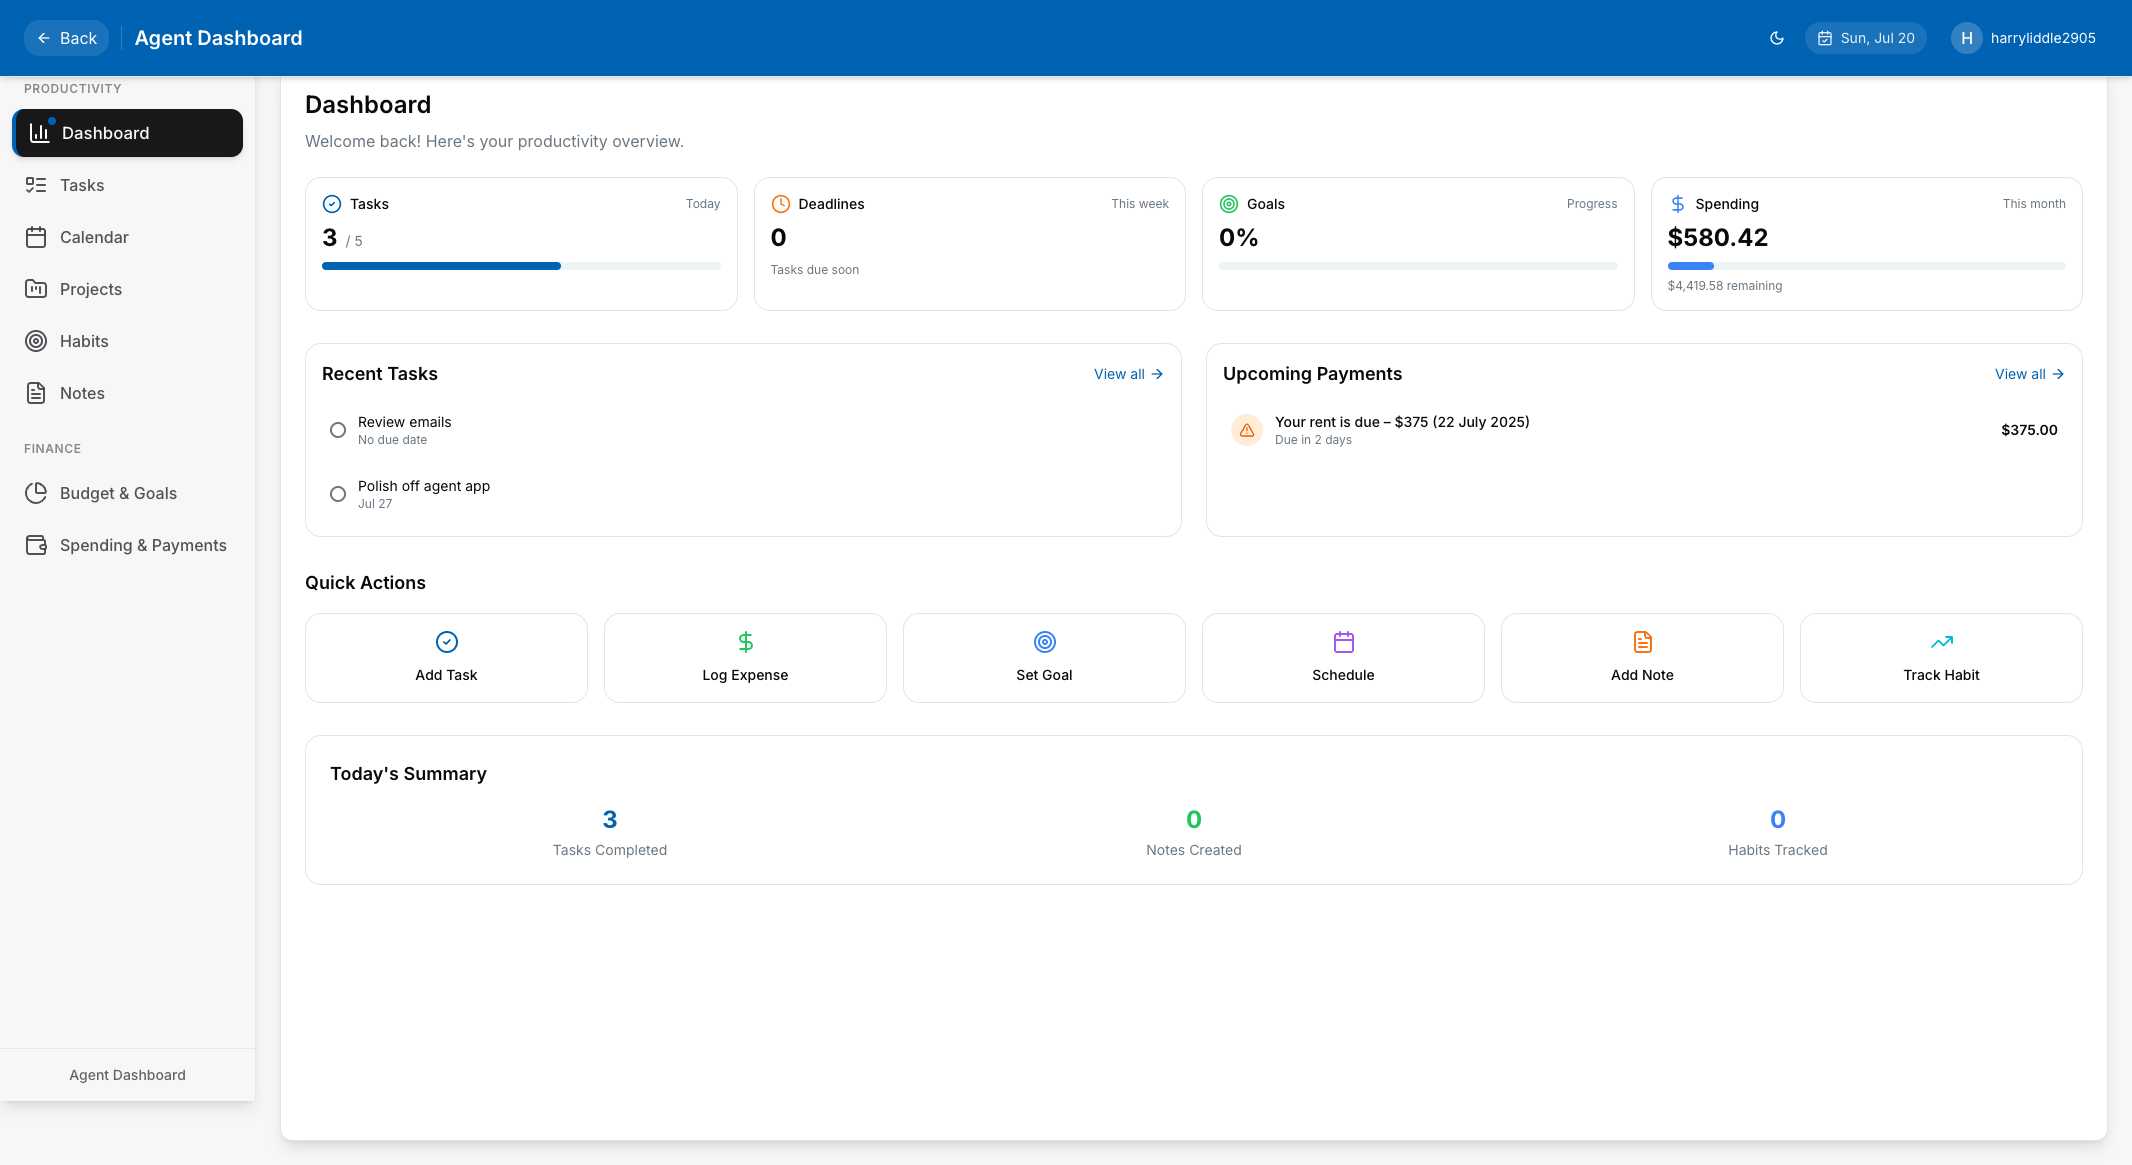 Back
Agent Dashboard
Sun, Jul 20
H
harryliddle2905
PRODUCTIVITY
Dashboard
Tasks
Calendar
Projects
Habits
Notes
FINANCE
Budget & Goals
Spending & Payments
Agent Dashboard
Dashboard
Welcome back! Here's your productivity overview.
Tasks
Today
3 / 5
Deadlines
This week
0
Tasks due soon
Goals
Progress
0%
Spending
This month
$580.42
$4,419.58 remaining
Recent Tasks
View all
Review emails
No due date
Polish off agent app
Jul 27
Upcoming Payments
View all
Your rent is due – $375 (22 July 2025)
Due in 2 days
$375.00
Quick Actions
Add Task
Log Expense
Set Goal
Schedule
Add Note
Track Habit
Today's Summary
3
Tasks Completed
0
Notes Created
0
Habits Tracked